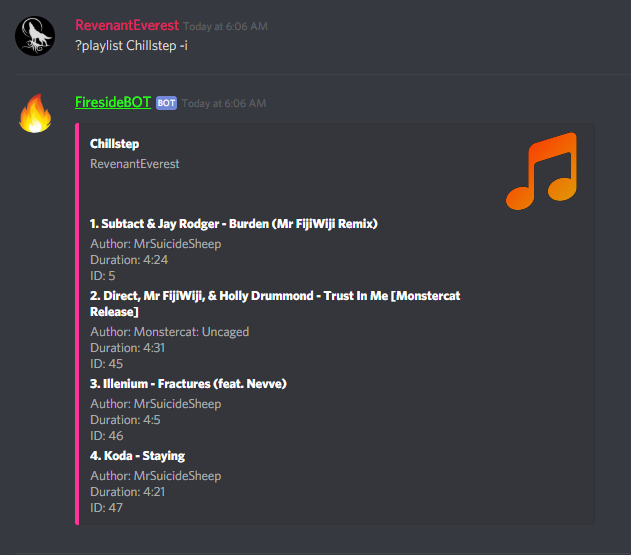 RevenantEverest Today at 6:06 AM
?playlist Chillstep -i
FiresideBOT BOT Today at 6:06 AM
Chillstep
RevenantEverest
1. Subtact & Jay Rodger - Burden (Mr FijiWiji Remix)
Author: MrSuicideSheep
Duration: 4:24
ID: 5
2. Direct, Mr FijiWiji, & Holly Drummond - Trust In Me [Monstercat
Release]
Author: Monstercat: Uncaged
Duration: 4:31
ID: 45
3. Illenium - Fractures (feat. Nevve)
Author: MrSuicideSheep
Duration: 4:5
ID: 46
4. Koda - Staying
Author: MrSuicideSheep
Duration: 4:21
ID: 47